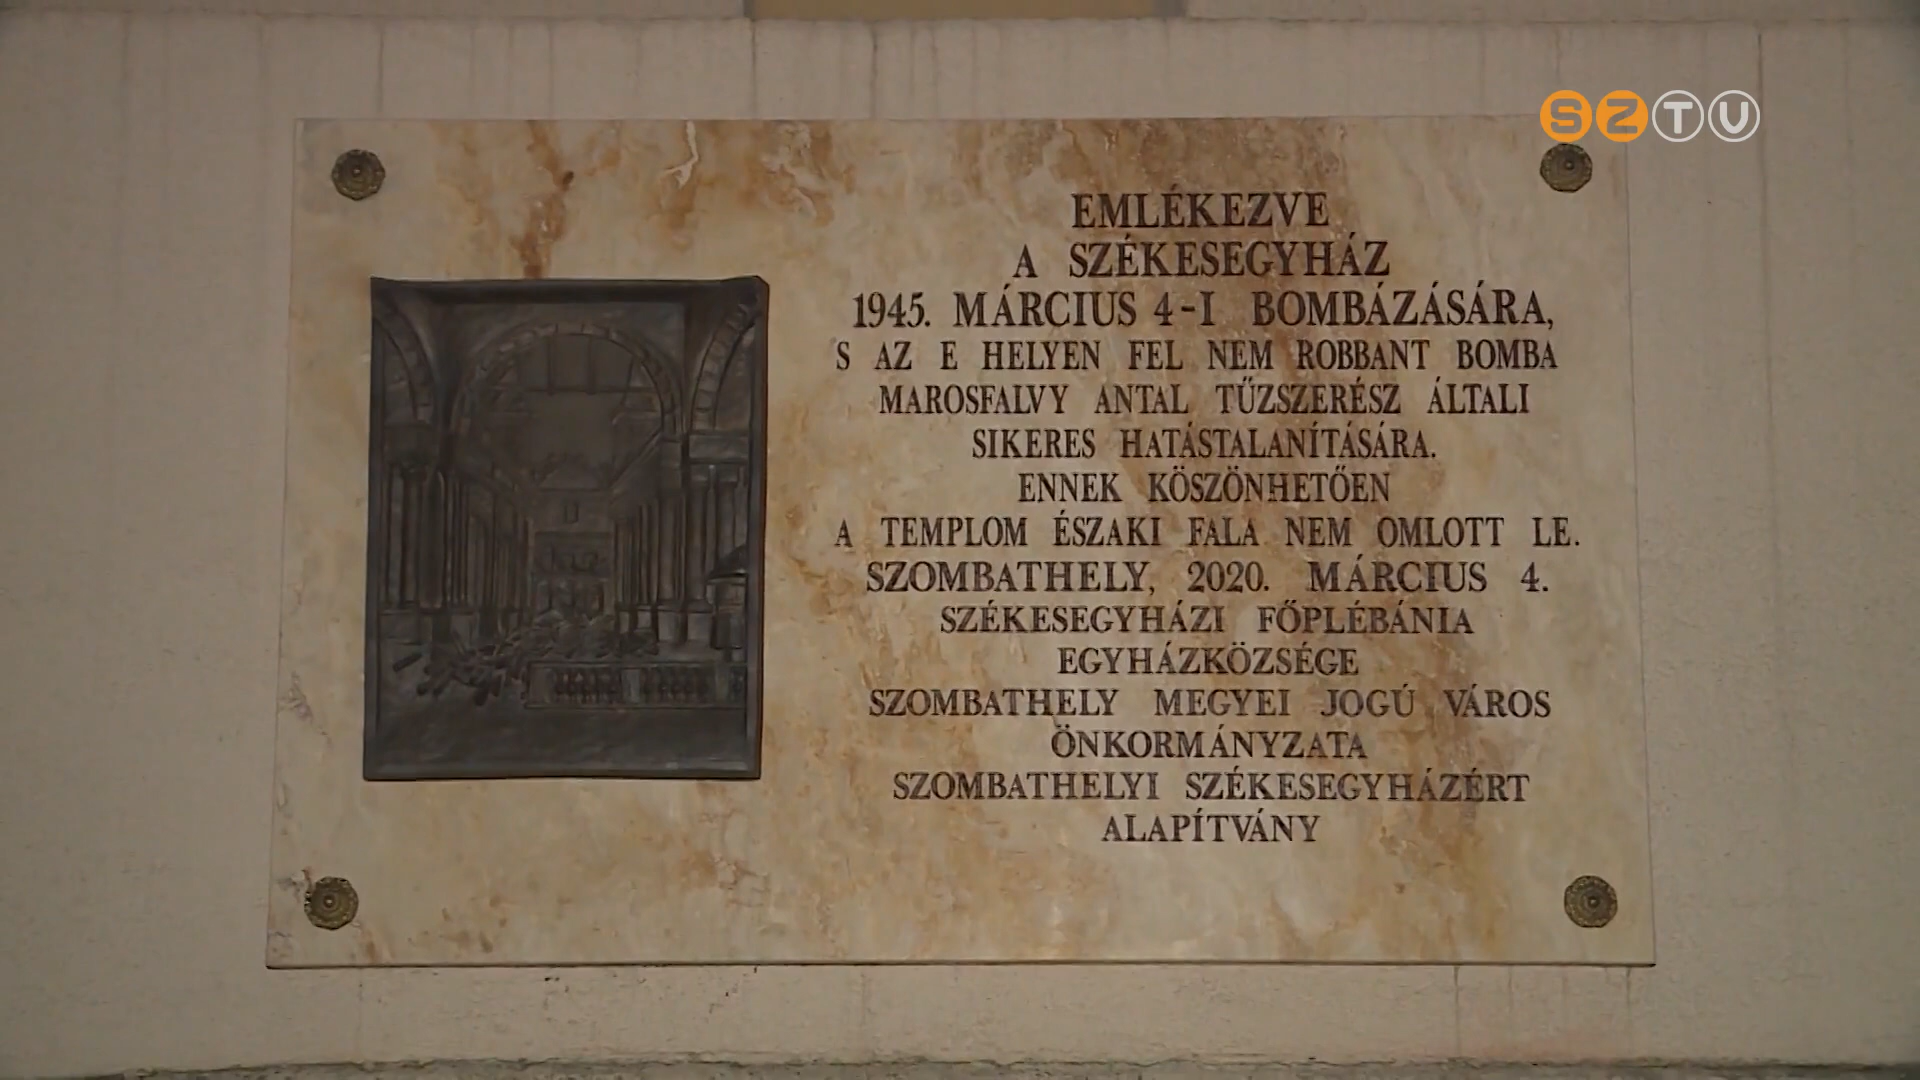 SZTV
EMLÉKEZVE
A SZÉKESEGYHÁZ
1945. MÁRCIUS 4-I BOMBÁZÁSÁRA,
S AZ E HELYEN FEL NEM ROBBANT BOMBA
MAROSFALVY ANTAL TŰZSZERÉSZ ÁLTALI
SIKERES HATÁSTALANÍTÁSÁRA.
ENNEK KÖSZÖNHETŐEN
A TEMPLOM ÉSZAKI FALA NEM OMLOTT LE.
SZOMBATHELY, 2020. MÁRCIUS 4.
SZÉKESEGYHÁZI FŐPLÉBÁNIA
EGYHÁZKÖZSÉGE
SZOMBATHELY MEGYEI JOGÚ VÁROS
ÖNKORMÁNYZATA
SZOMBATHELYI SZÉKESEGYHÁZÉRT
ALAPÍTVÁNY